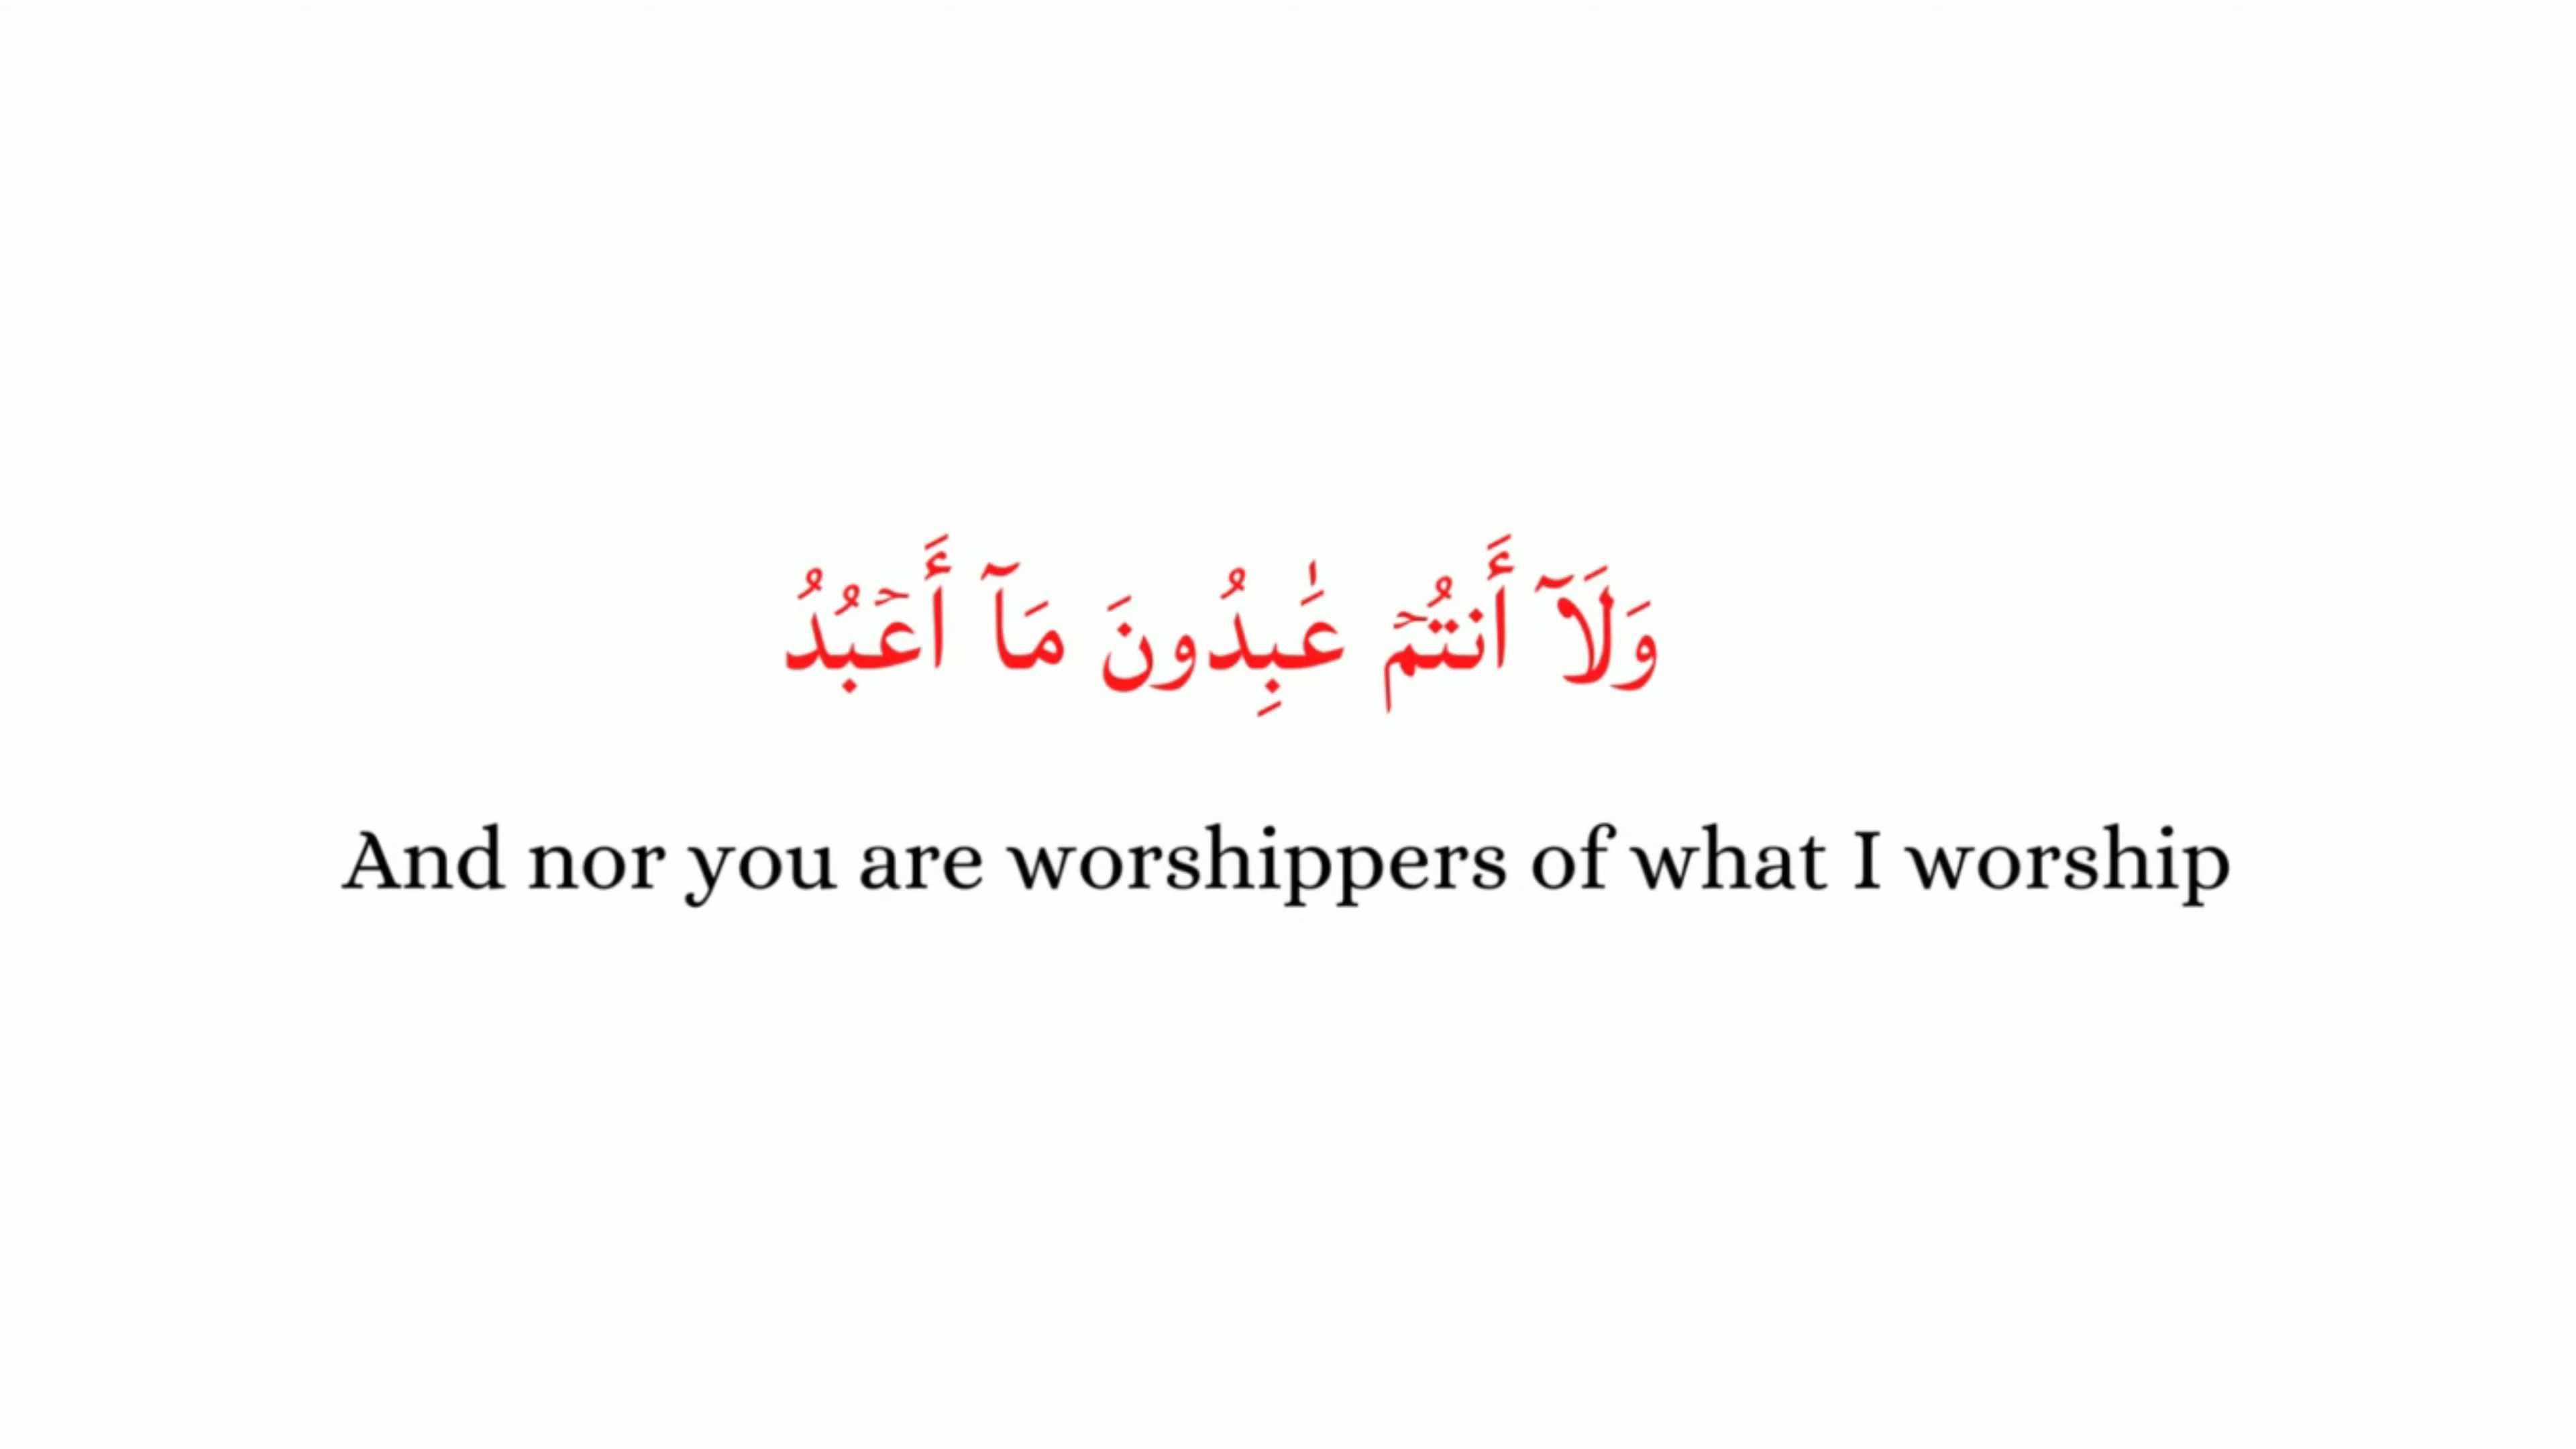 وَلَآ أَنتُمۡ عَٰبِدُونَ مَآ أَعۡبُدُ
And nor you are worshippers of what I worship